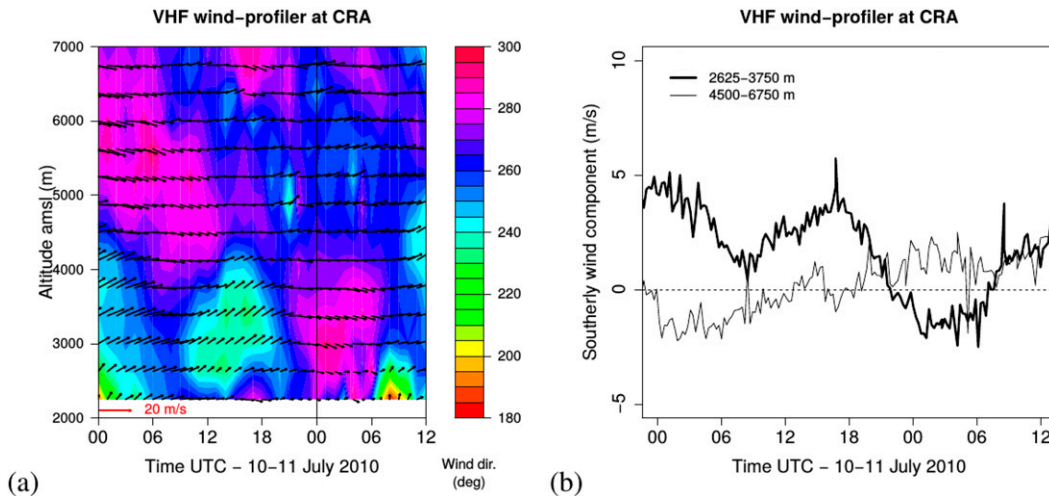 VHF wind−profiler at CRA
7000
6000
5000
4000
3000
2000
Altitude amsl (m)
20 m/s
00 06 12 18 00 06 12
Time UTC − 10−11 July 2010
300
280
260
240
220
200
180
Wind dir.
(deg)
(a)
VHF wind−profiler at CRA
2625−3750 m
4500−6750 m
10
5
0
−5
Southerly wind component (m/s)
00 06 12 18 00 06 12
Time UTC − 10−11 July 2010
(b)